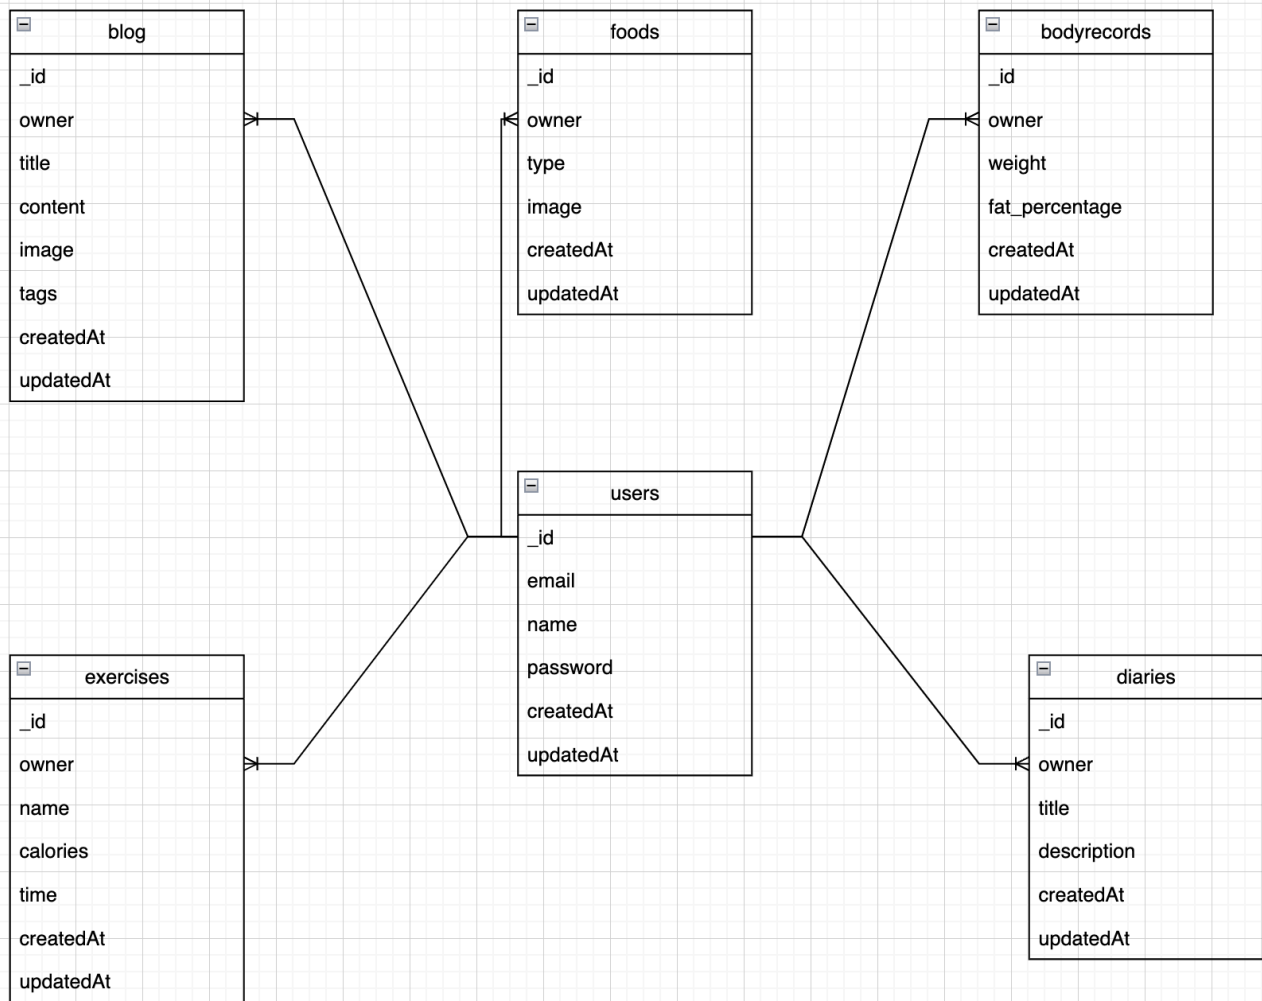 blog
_id
owner
title
content
image
tags
createdAt
updatedAt
foods
_id
owner
type
image
createdAt
updatedAt
bodyrecords
_id
owner
weight
fat_percentage
createdAt
updatedAt
users
_id
email
name
password
createdAt
updatedAt
exercises
_id
owner
name
calories
time
createdAt
updatedAt
diaries
_id
owner
title
description
createdAt
updatedAt